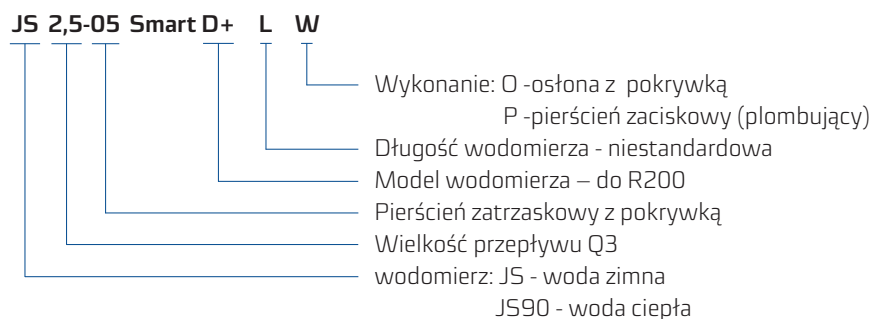 JS 2,5-05 Smart D+ L W
Wykonanie: O -osłona z pokrywką
P -pierścień zaciskowy (plombujący)
Długość wodomierza - niestandardowa
Model wodomierza – do R200
Pierścień zatrzaskowy z pokrywką
Wielkość przepływu Q3
wodomierz: JS - woda zimna
JS90 - woda ciepła